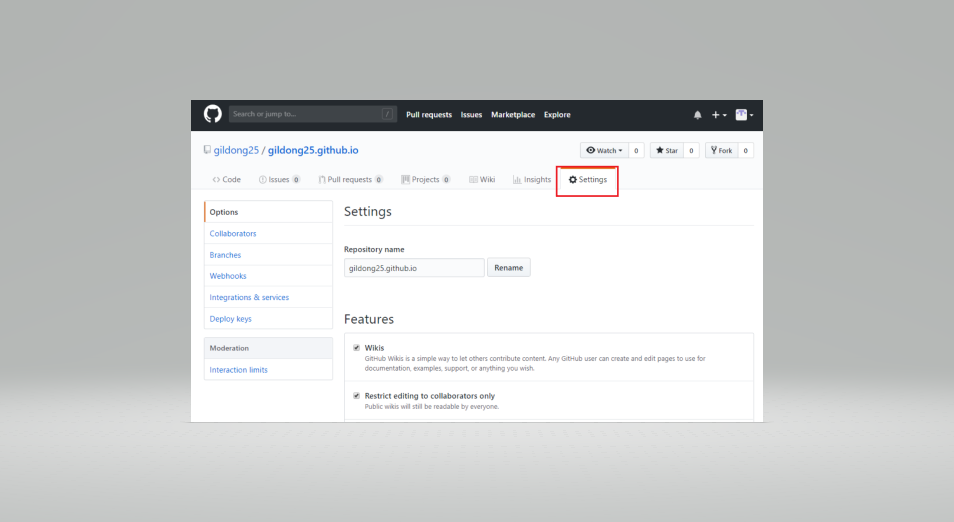 Search or jump to... /
Pull requests Issues Marketplace Explore
gildong25 / gildong25.github.io
Watch 0 Star 0 Fork 0
<> Code Issues 0 Pull requests 0 Projects 0 Wiki Insights Settings
Options
Collaborators
Branches
Webhooks
Integrations & services
Deploy keys
Moderation
Interaction limits
Settings
Repository name
gildong25.github.io Rename
Features
Wikis
GitHub Wikis is a simple way to let others contribute content. Any GitHub user can create and edit pages to use for
documentation, examples, support, or anything you wish.
Restrict editing to collaborators only
Public wikis will still be readable by everyone.